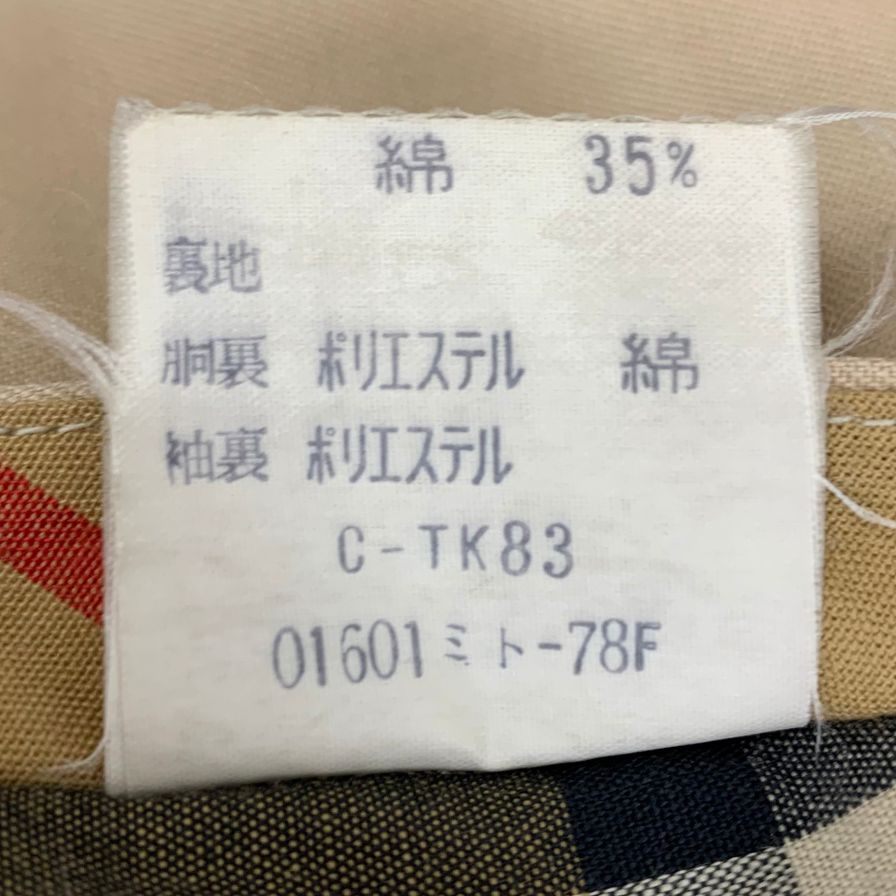 綿 35%
裏地
胴裏 ポリエステル 綿
袖裏 ポリエステル
C-TK83
01601ミト-78F